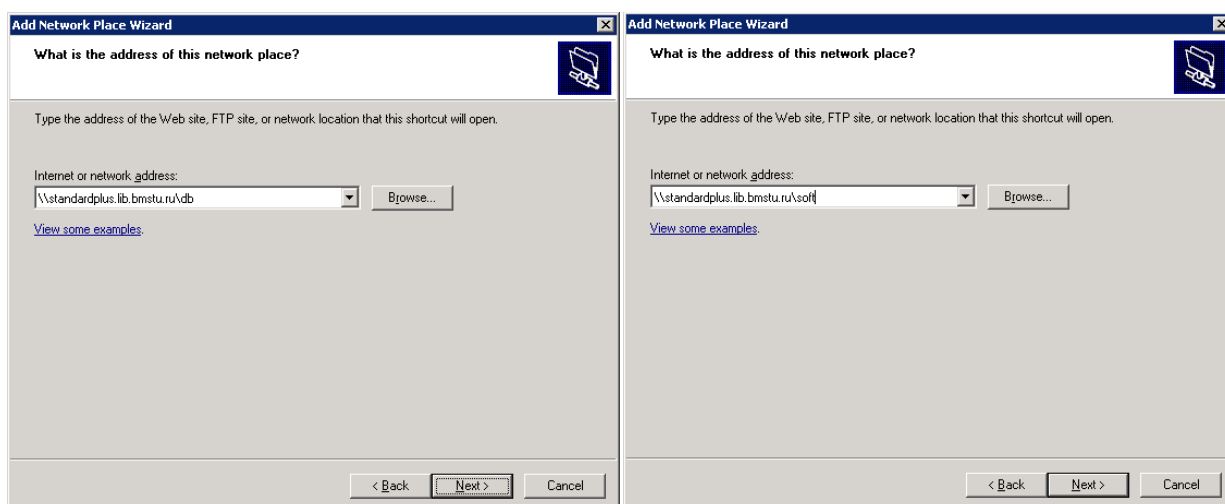 Add Network Place Wizard
What is the address of this network place?
Type the address of the Web site, FTP site, or network location that this shortcut will open.
Internet or network address:
\\standardplus.lib.bmstu.ru\db
Browse...
View some examples.
< Back
Next >
Cancel
Add Network Place Wizard
What is the address of this network place?
Type the address of the Web site, FTP site, or network location that this shortcut will open.
Internet or network address:
\\standardplus.lib.bmstu.ru\soft
Browse...
View some examples.
< Back
Next >
Cancel